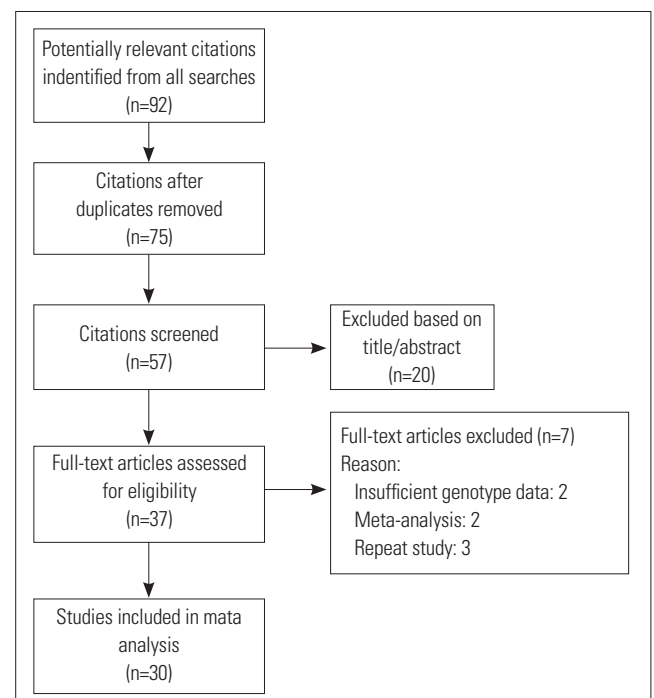 Potentially relevant citations
indentified from all searches
(n=92)
Citations after
duplicates removed
(n=75)
Citations screened
(n=57)
Excluded based on
title/abstract
(n=20)
Full-text articles assessed
for eligibility
(n=37)
Full-text articles excluded (n=7)
Reason:
Insufficient genotype data: 2
Meta-analysis: 2
Repeat study: 3
Studies included in mata
analysis
(n=30)